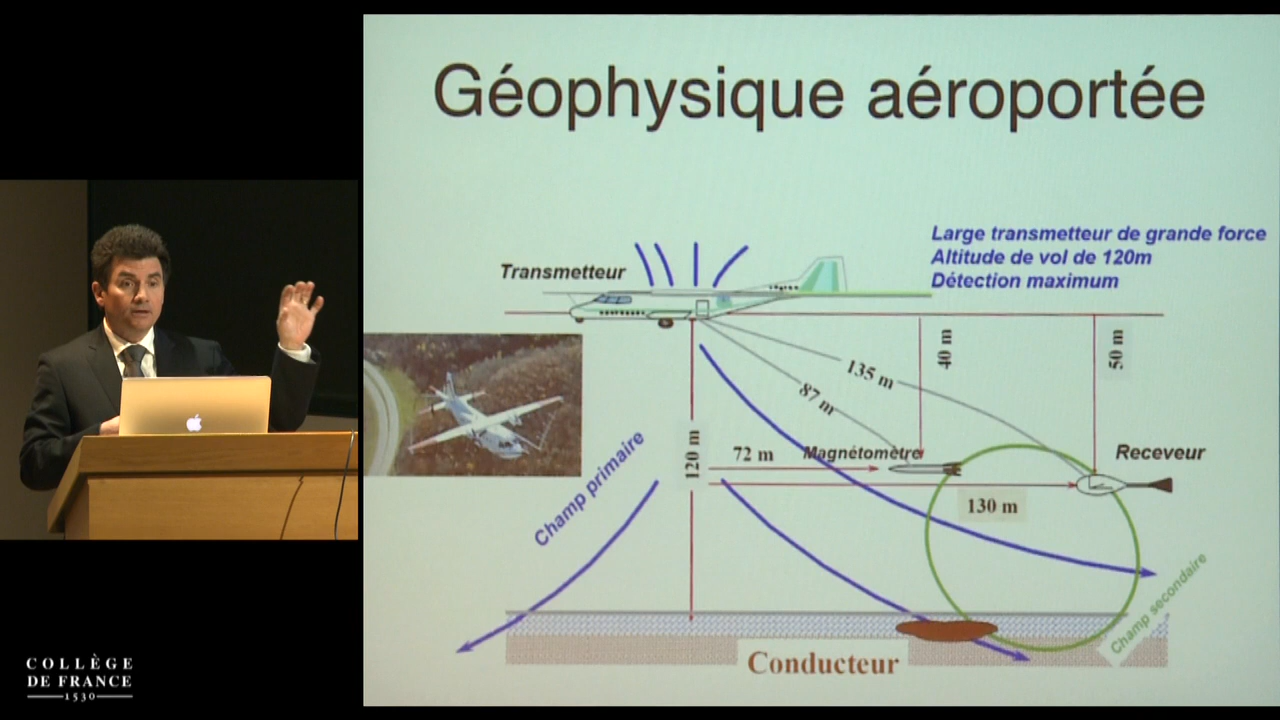 Géophysique aéroportée
Large transmetteur de grande force
Altitude de vol de 120m
Détection maximum
Transmetteur
40 m
50 m
135 m
87 m
Magnétomètre
Receveur
72 m
120 m
130 m
Champ primaire
Champ secondaire
Conducteur
COLLÈGE
DE FRANCE
1530